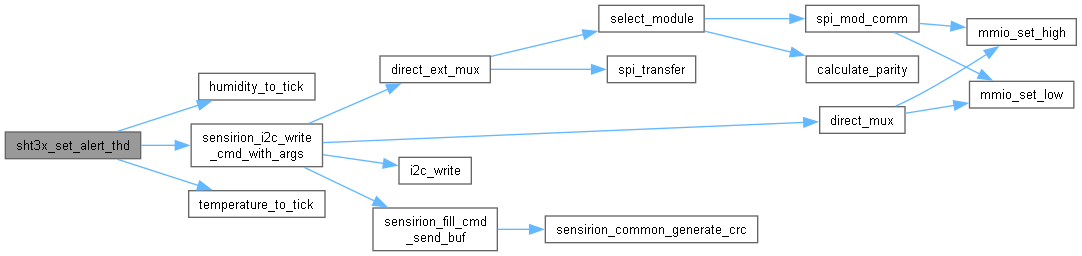 sht3x_set_alert_thd
humidity_to_tick
sensirion_i2c_write
_cmd_with_args
temperature_to_tick
direct_ext_mux
i2c_write
sensirion_fill_cmd
_send_buf
select_module
spi_transfer
sensirion_common_generate_crc
spi_mod_comm
calculate_parity
direct_mux
mmio_set_high
mmio_set_low